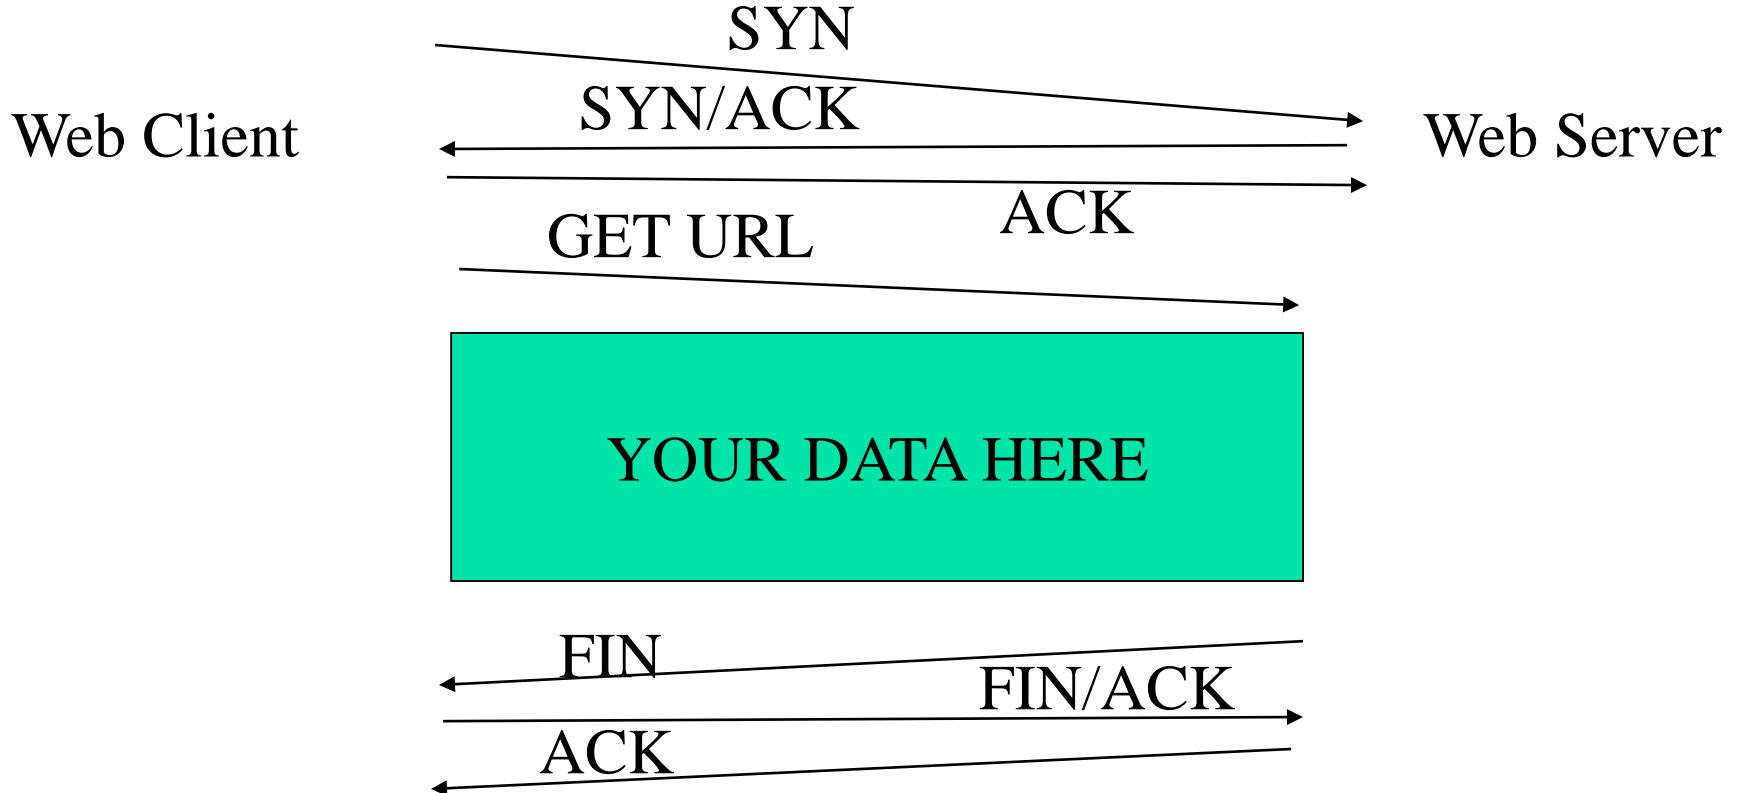 SYN
SYN/ACK
Web Client
Web Server
ACK
GET URL
YOUR DATA HERE
FIN
FIN/ACK
ACK